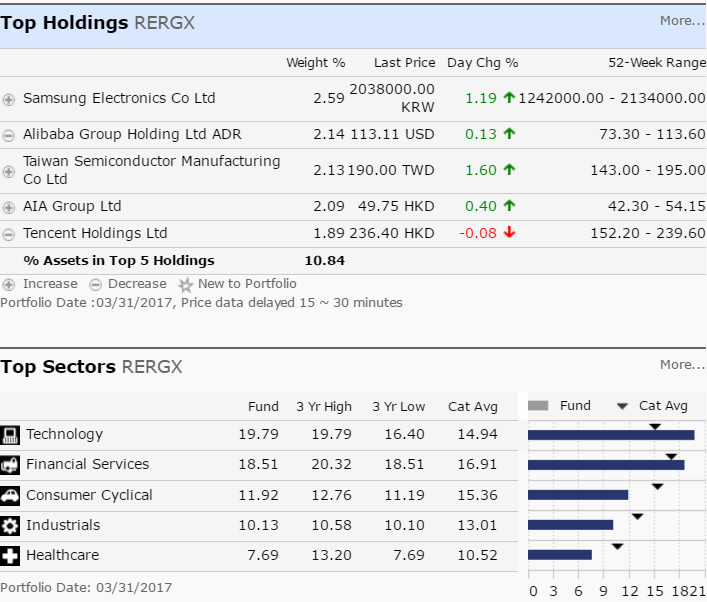 Top Holdings RERGX More...
Weight % Last Price Day Chg % 52-Week Range
Samsung Electronics Co Ltd 2.59 2038000.00 KRW 1.19 1242000.00 - 2134000.00
Alibaba Group Holding Ltd ADR 2.14 113.11 USD 0.13 73.30 - 113.60
Taiwan Semiconductor Manufacturing
Co Ltd 2.13 190.00 TWD 1.60 143.00 - 195.00
AIA Group Ltd 2.09 49.75 HKD 0.40 42.30 - 54.15
Tencent Holdings Ltd 1.89 236.40 HKD -0.08 152.20 - 239.60
% Assets in Top 5 Holdings 10.84
Increase Decrease New to Portfolio
Portfolio Date :03/31/2017, Price data delayed 15 ~ 30 minutes
Top Sectors RERGX More...
Fund 3 Yr High 3 Yr Low Cat Avg Fund Cat Avg
Technology 19.79 19.79 16.40 14.94
Financial Services 18.51 20.32 18.51 16.91
Consumer Cyclical 11.92 12.76 11.19 15.36
Industrials 10.13 10.58 10.10 13.01
Healthcare 7.69 13.20 7.69 10.52
Portfolio Date: 03/31/2017 0 3 6 9 12 15 18 21